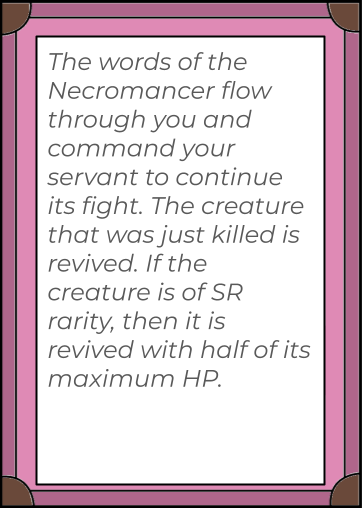 The words of the
Necromancer flow
through you and
command your
servant to continue
its fight. The creature
that was just killed is
revived. If the
creature is of SR
rarity, then it is
revived with half of its
maximum HP.